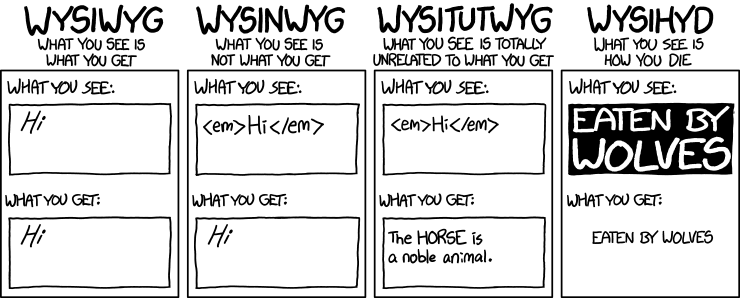 WYSIWYG
WHAT YOU SEE IS
WHAT YOU GET
WHAT YOU SEE:
Hi
WHAT YOU GET:
Hi
WYSINWYG
WHAT YOU SEE IS
NOT WHAT YOU GET
WHAT YOU SEE:
<em>Hi</em>
WHAT YOU GET:
Hi
WYSITUTWYG
WHAT YOU SEE IS TOTALLY
UNRELATED TO WHAT YOU GET
WHAT YOU SEE:
<em>Hi</em>
WHAT YOU GET:
The HORSE is
a noble animal.
WYSIHYD
WHAT YOU SEE IS
HOW YOU DIE
WHAT YOU SEE:
EATEN BY
WOLVES
WHAT YOU GET:
EATEN BY WOLVES